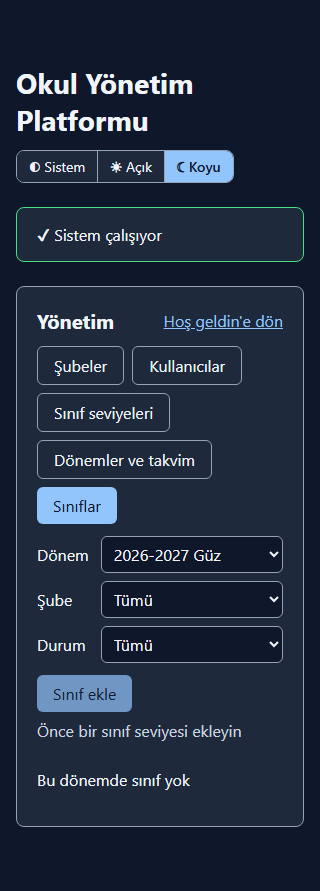 Okul Yönetim
Platformu
Sistem
Açık
Koyu
Sistem çalışıyor
Yönetim
Hoş geldin'e dön
Şubeler
Kullanıcılar
Sınıf seviyeleri
Dönemler ve takvim
Sınıflar
Dönem
2026-2027 Güz
Şube
Tümü
Durum
Tümü
Sınıf ekle
Önce bir sınıf seviyesi ekleyin
Bu dönemde sınıf yok